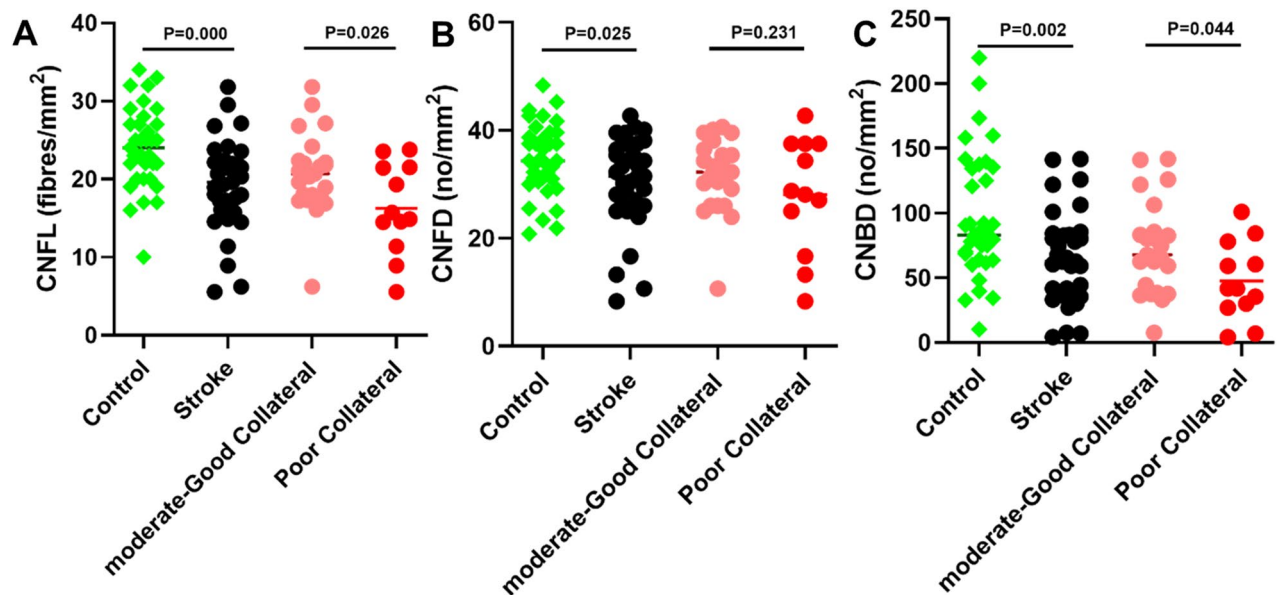 A
CNFL (fibres/mm²)
40
30
20
10
0
P=0.000
P=0.026
Control
Stroke
moderate-Good Collateral
Poor Collateral
B
CNFD (no/mm²)
60
40
20
0
P=0.025
P=0.231
Control
Stroke
moderate-Good Collateral
Poor Collateral
C
CNBD (no/mm²)
250
200
150
100
50
0
P=0.002
P=0.044
Control
Stroke
moderate-Good Collateral
Poor Collateral